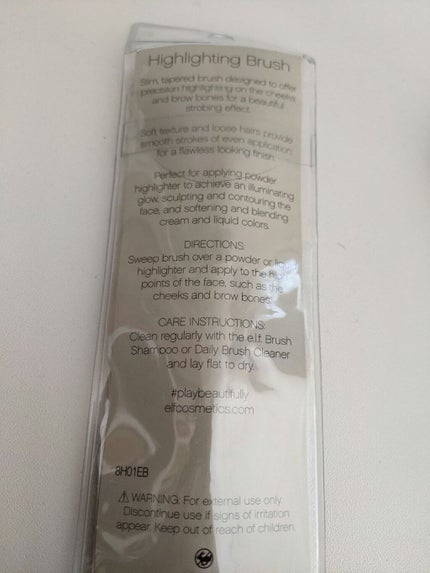 Highlighting Brush
Slim, tapered brush designed to offer
precision highlighting on the cheeks
and brow bones for a beautiful
strobing effect.
Soft texture and loose hairs provide
smooth strokes of even application
for a flawless looking finish.
Perfect for applying powder
highlighter to achieve an illuminating
glow, sculpting and contouring the
face, and softening and blending
cream and liquid colors.
DIRECTIONS:
Sweep brush over a powder or
highlighter and apply to the high
points of the face, such as the
cheeks and brow bones.
CARE INSTRUCTIONS:
Clean regularly with the e.l.f. Brush
Shampoo or Daily Brush Cleaner
and lay flat to dry.
#playbeautifully
elfcosmetics.com
8H01EB
⚠ WARNING: For external use only.
Discontinue use if signs of irritation
appear. Keep out of reach of children.